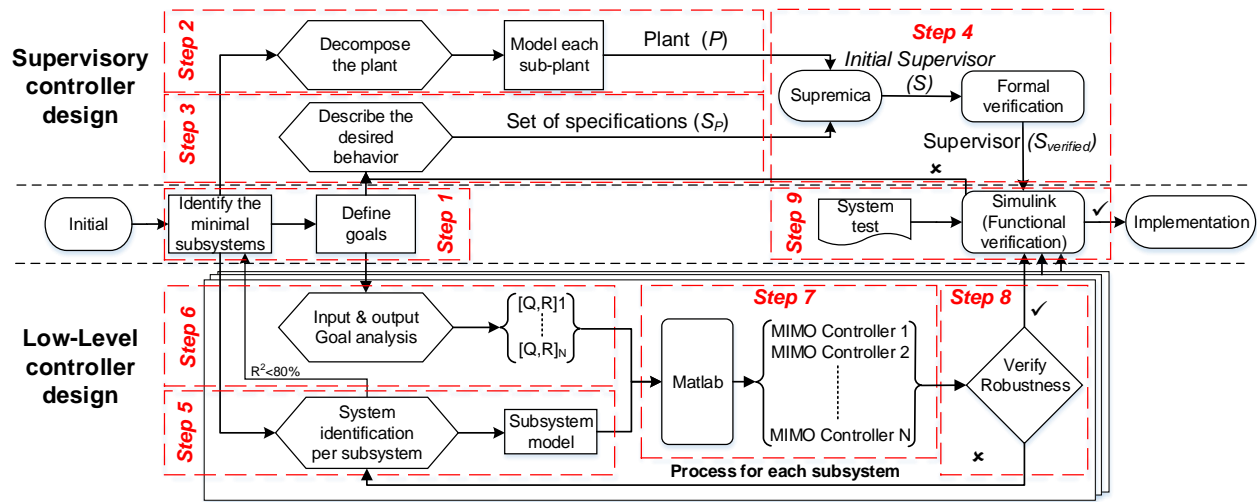 Supervisory
controller
design
Step 2
Decompose
the plant
Model each
sub-plant
Plant (P)
Step 3
Describe the
desired
behavior
Set of specifications (SP)
Step 4
Supremica
Initial Supervisor
(S)
Formal
verification
Supervisor (Sverified)
✘
Initial
Identify the
minimal
subsystems
Define
goals
Step 1
Step 9
System
test
Simulink
(Functional
verification)
✓
Implementation
Low-Level
controller
design
Step 6
Input & output
Goal analysis
[Q,R]1
[Q,R]N
R2<80%
Step 5
System
identification
per subsystem
Subsystem
model
Step 7
Matlab
MIMO Controller 1
MIMO Controller 2
MIMO Controller N
Step 8
✓
Verify
Robustness
✘
Process for each subsystem